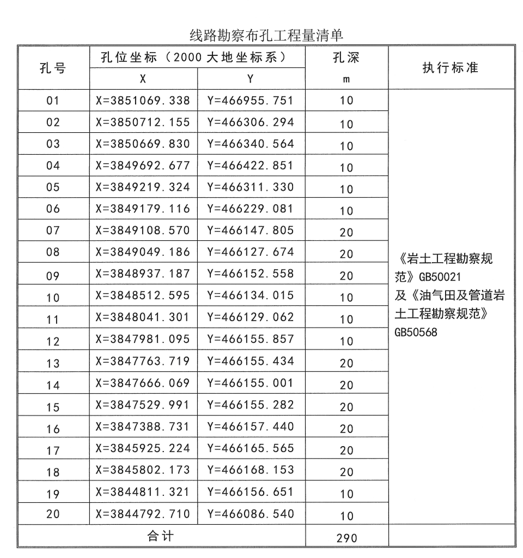 线路勘察布孔工程量清单
孔号 孔位坐标（2000大地坐标系） 孔深 执行标准
X Y m
01 X=3851069.338 Y=466955.751 10
02 X=3850712.155 Y=466306.294 10
03 X=3850669.830 Y=466340.564 10
04 X=3849692.677 Y=466422.851 10
05 X=3849219.324 Y=466311.330 10
06 X=3849179.116 Y=466229.081 10
07 X=3849108.570 Y=466147.805 20
08 X=3849049.186 Y=466127.674 20
09 X=3848937.187 Y=466152.558 20
10 X=3848512.595 Y=466134.015 10
11 X=3848041.301 Y=466129.062 10
12 X=3847981.095 Y=466155.857 10
13 X=3847763.719 Y=466155.434 20
14 X=3847666.069 Y=466155.001 20
15 X=3847529.991 Y=466155.282 20
16 X=3847388.731 Y=466157.440 20
17 X=3845925.224 Y=466165.565 20
18 X=3845802.173 Y=466168.153 20
19 X=3844811.321 Y=466156.651 10
20 X=3844792.710 Y=466086.540 10
《岩土工程勘察规
范》GB50021
及《油气田及管道岩
土工程勘察规范》
GB50568
合计 290